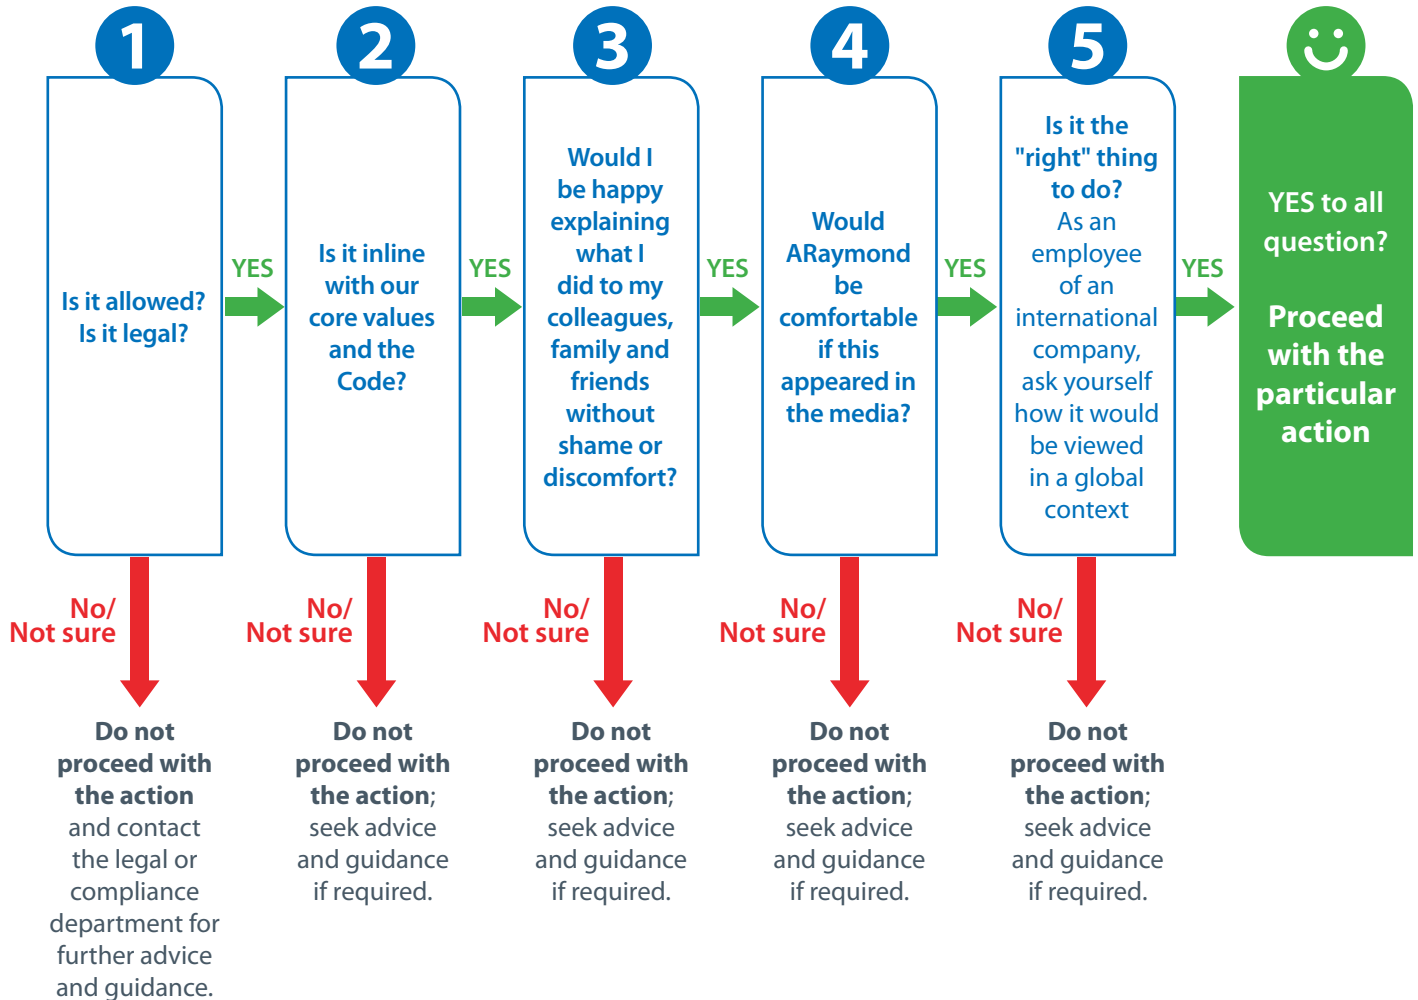 1
Is it allowed?
Is it legal?
YES
No/
Not sure
Do not
proceed with
the action
and contact
the legal or
compliance
department for
further advice
and guidance.
2
Is it inline
with our
core values
and the
Code?
YES
No/
Not sure
Do not
proceed with
the action;
seek advice
and guidance
if required.
3
Would I
be happy
explaining
what I
did to my
colleagues,
family and
friends
without
shame or
discomfort?
YES
No/
Not sure
Do not
proceed with
the action;
seek advice
and guidance
if required.
4
Would
ARaymond
be
comfortable
if this
appeared in
the media?
YES
No/
Not sure
Do not
proceed with
the action;
seek advice
and guidance
if required.
5
Is it the
"right" thing
to do?
As an
employee
of an
international
company,
ask yourself
how it would
be viewed
in a global
context
YES
No/
Not sure
Do not
proceed with
the action;
seek advice
and guidance
if required.
YES to all
question?
Proceed
with the
particular
action